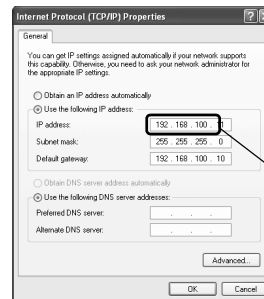 Internet Protocol (TCP/IP) Properties
General
You can get IP settings assigned automatically if your network supports
this capability. Otherwise, you need to ask your network administrator for
the appropriate IP settings.
Obtain an IP address automatically
Use the following IP address:
IP address: 192 . 168 . 100 .
Subnet mask: 255 . 255 . 255 . 0
Default gateway: 192 . 168 . 100 . 10
Obtain DNS server address automatically
Use the following DNS server addresses:
Preferred DNS server: . . .
Alternate DNS server: . . .
Advanced...
OK Cancel